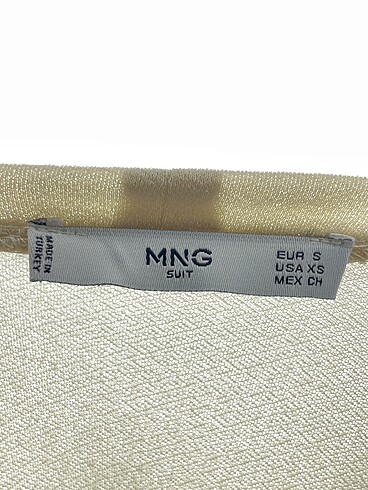 MADE IN
TURKEY
MNG
SUIT
EUR S
USA XS
MEX CH